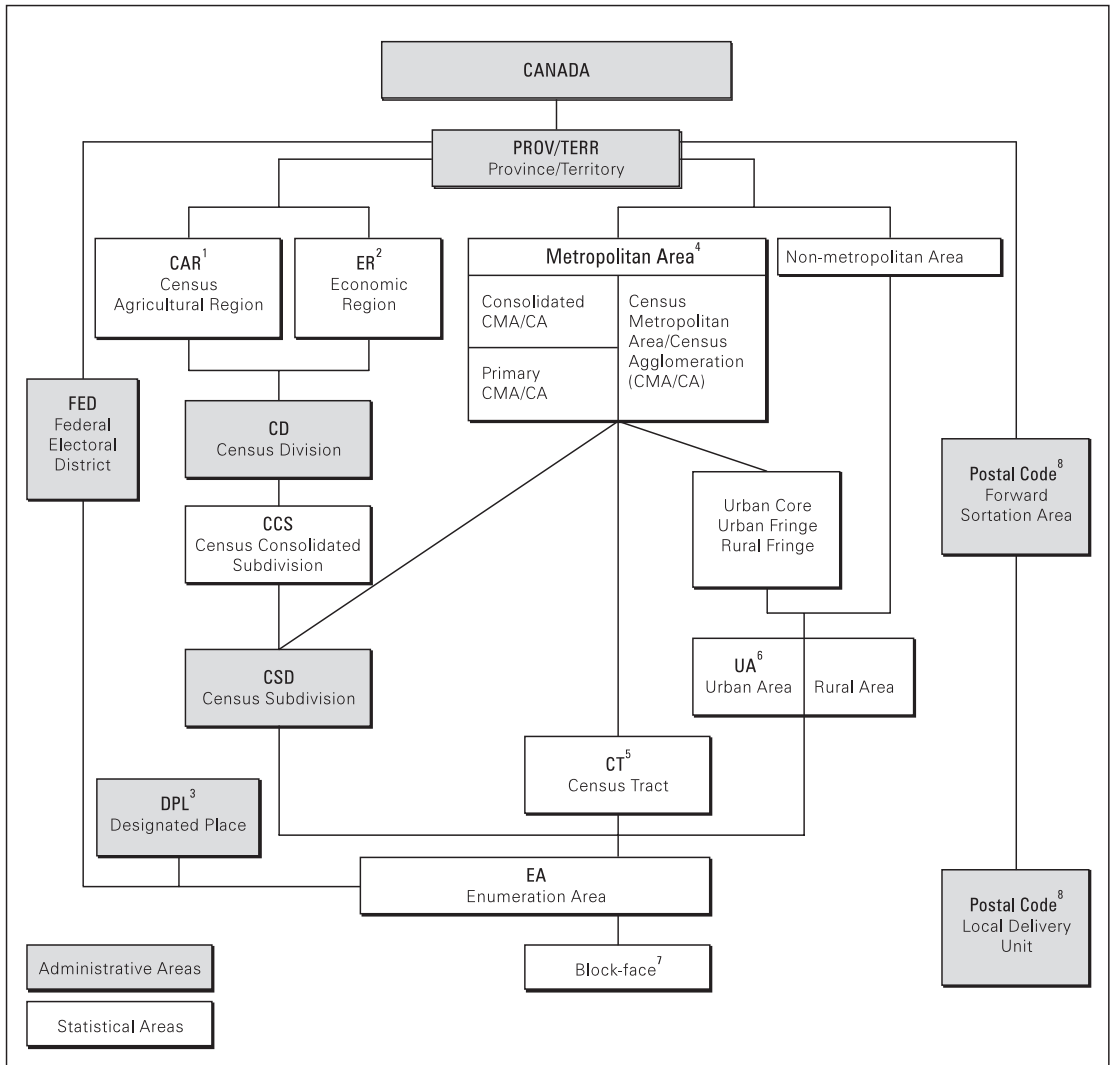 CANADA
PROV/TERR
Province/Territory
CAR1
Census
Agricultural Region
ER2
Economic
Region
Metropolitan Area4
Consolidated
CMA/CA
Primary
CMA/CA
Census
Metropolitan
Area/Census
Agglomeration
(CMA/CA)
Non-metropolitan Area
FED
Federal
Electoral
District
CD
Census Division
CCS
Census Consolidated
Subdivision
Urban Core
Urban Fringe
Rural Fringe
Postal Code8
Forward
Sortation Area
CSD
Census Subdivision
UA6
Urban Area
Rural Area
CT5
Census Tract
DPL3
Designated Place
EA
Enumeration Area
Block-face7
Postal Code8
Local Delivery
Unit
Administrative Areas
Statistical Areas